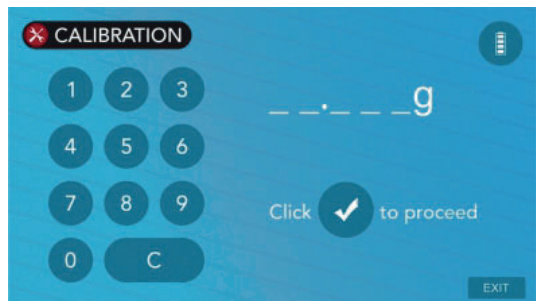 CALIBRATION
1 2 3
4 5 6
7 8 9
0 C
_ _._ _ _g
Click to proceed
EXIT